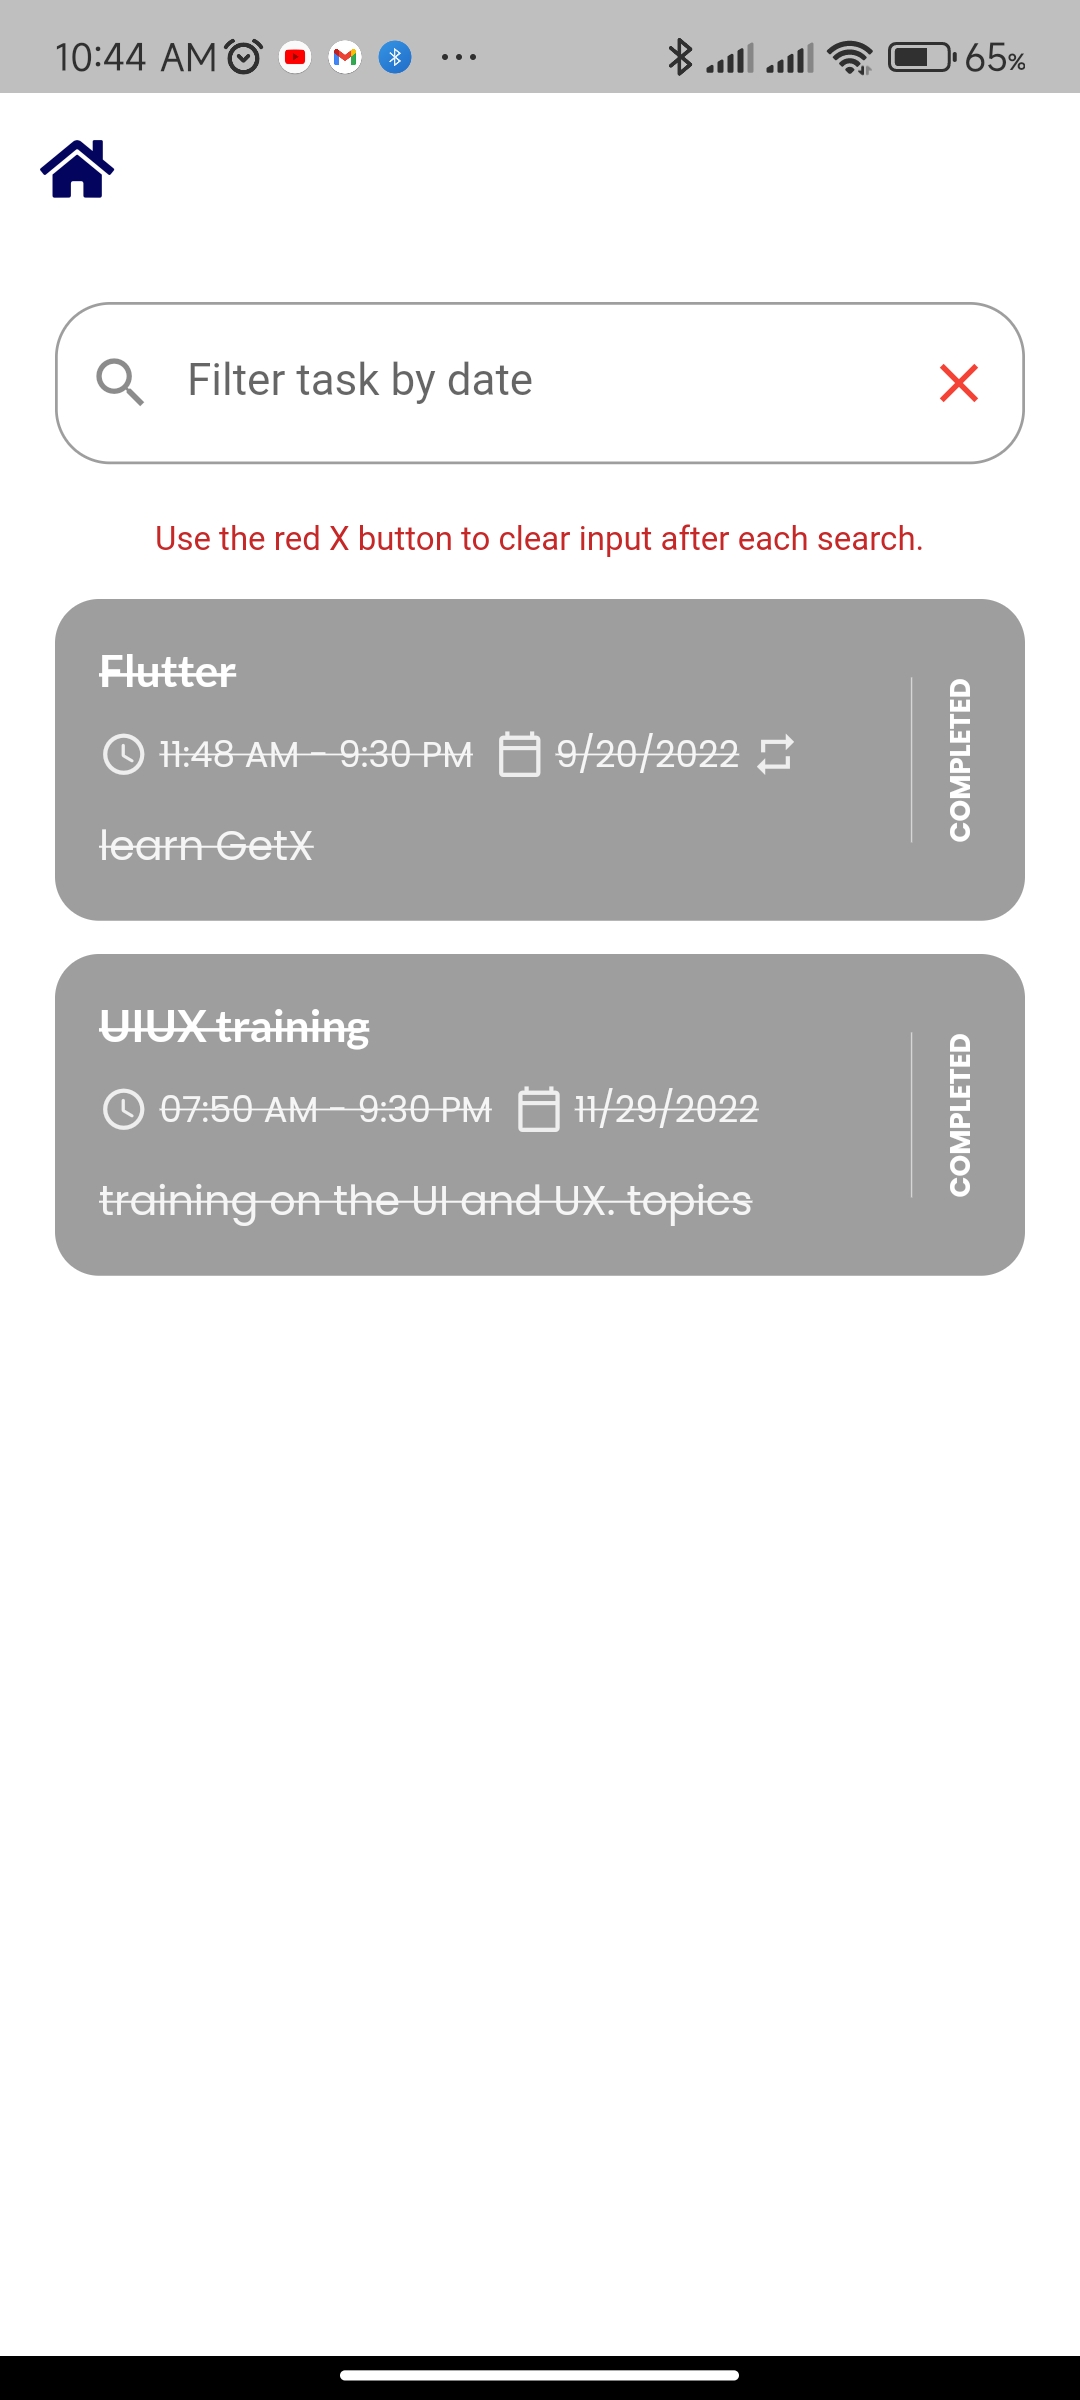 10:44 AM 65%
Filter task by date
Use the red X button to clear input after each search.
Flutter
11:48 AM - 9:30 PM 9/20/2022
learn GetX
COMPLETED
UIUX training
07:50 AM - 9:30 PM 11/29/2022
training on the UI and UX. topics
COMPLETED